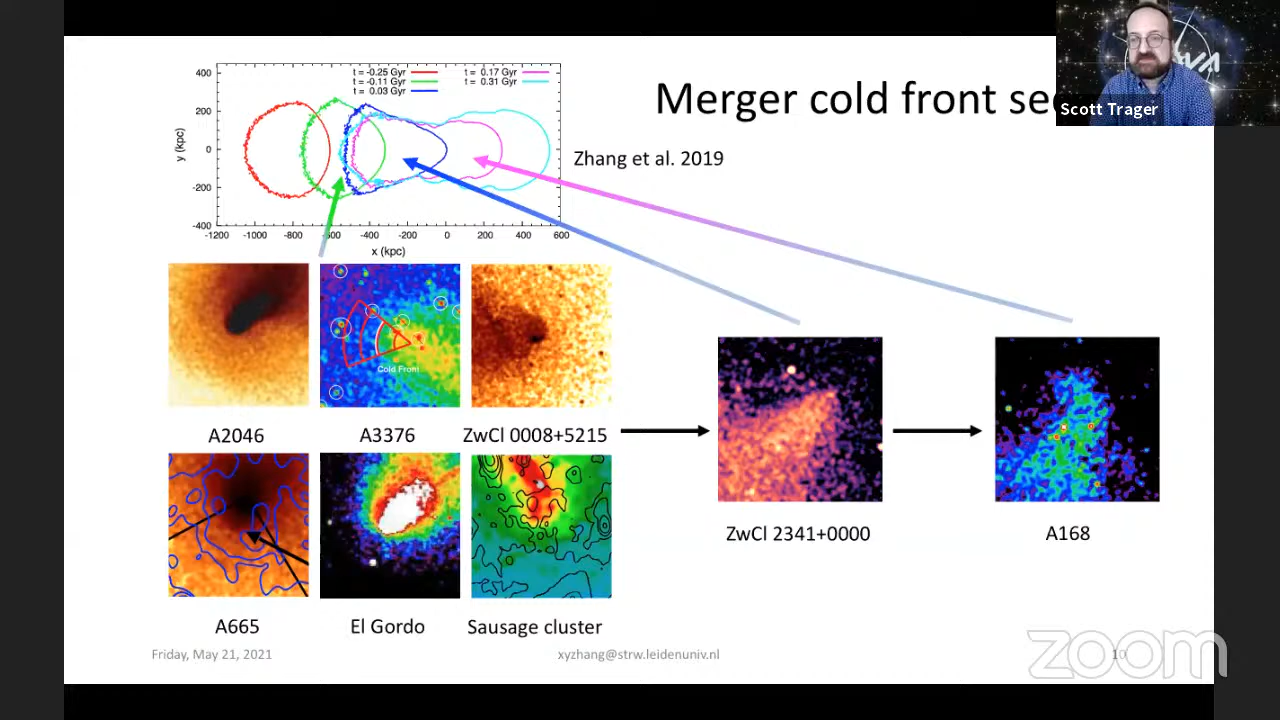 Merger cold front se
Scott Trager
t = -0.25 Gyr
t = -0.11 Gyr
t = 0.03 Gyr
t = 0.17 Gyr
t = 0.31 Gyr
400
200
0
-200
-400
y (kpc)
-1200 -1000 -800 -600 -400 -200 0 200 400 600
x (kpc)
Zhang et al. 2019
Cold Front
A2046 A3376 ZwCl 0008+5215
ZwCl 2341+0000 A168
A665 El Gordo Sausage cluster
Friday, May 21, 2021 xyzhang@strw.leidenuniv.nl 10
zoom